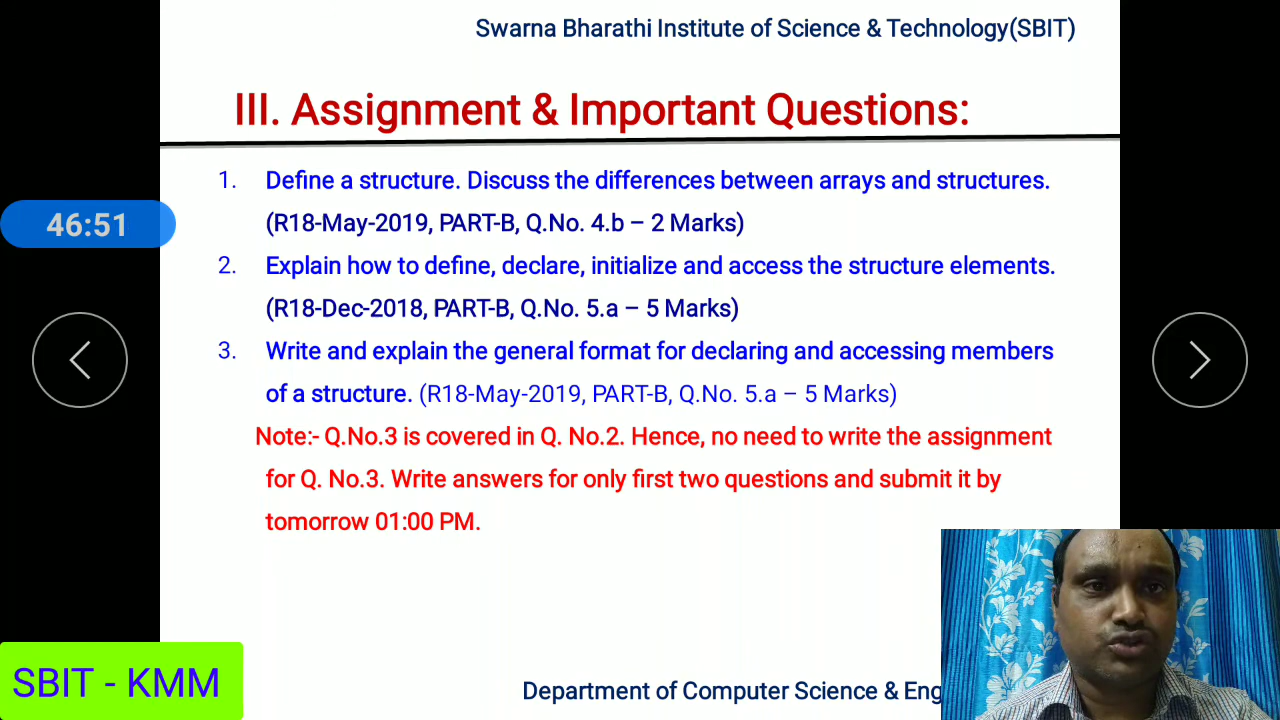 Swarna Bharathi Institute of Science & Technology(SBIT)
III. Assignment & Important Questions:
1. Define a structure. Discuss the differences between arrays and structures.
(R18-May-2019, PART-B, Q.No. 4.b – 2 Marks)
46:51
2. Explain how to define, declare, initialize and access the structure elements.
(R18-Dec-2018, PART-B, Q.No. 5.a – 5 Marks)
3. Write and explain the general format for declaring and accessing members
of a structure. (R18-May-2019, PART-B, Q.No. 5.a – 5 Marks)
Note:- Q.No.3 is covered in Q. No.2. Hence, no need to write the assignment
for Q. No.3. Write answers for only first two questions and submit it by
tomorrow 01:00 PM.
SBIT - KMM
Department of Computer Science & Eng